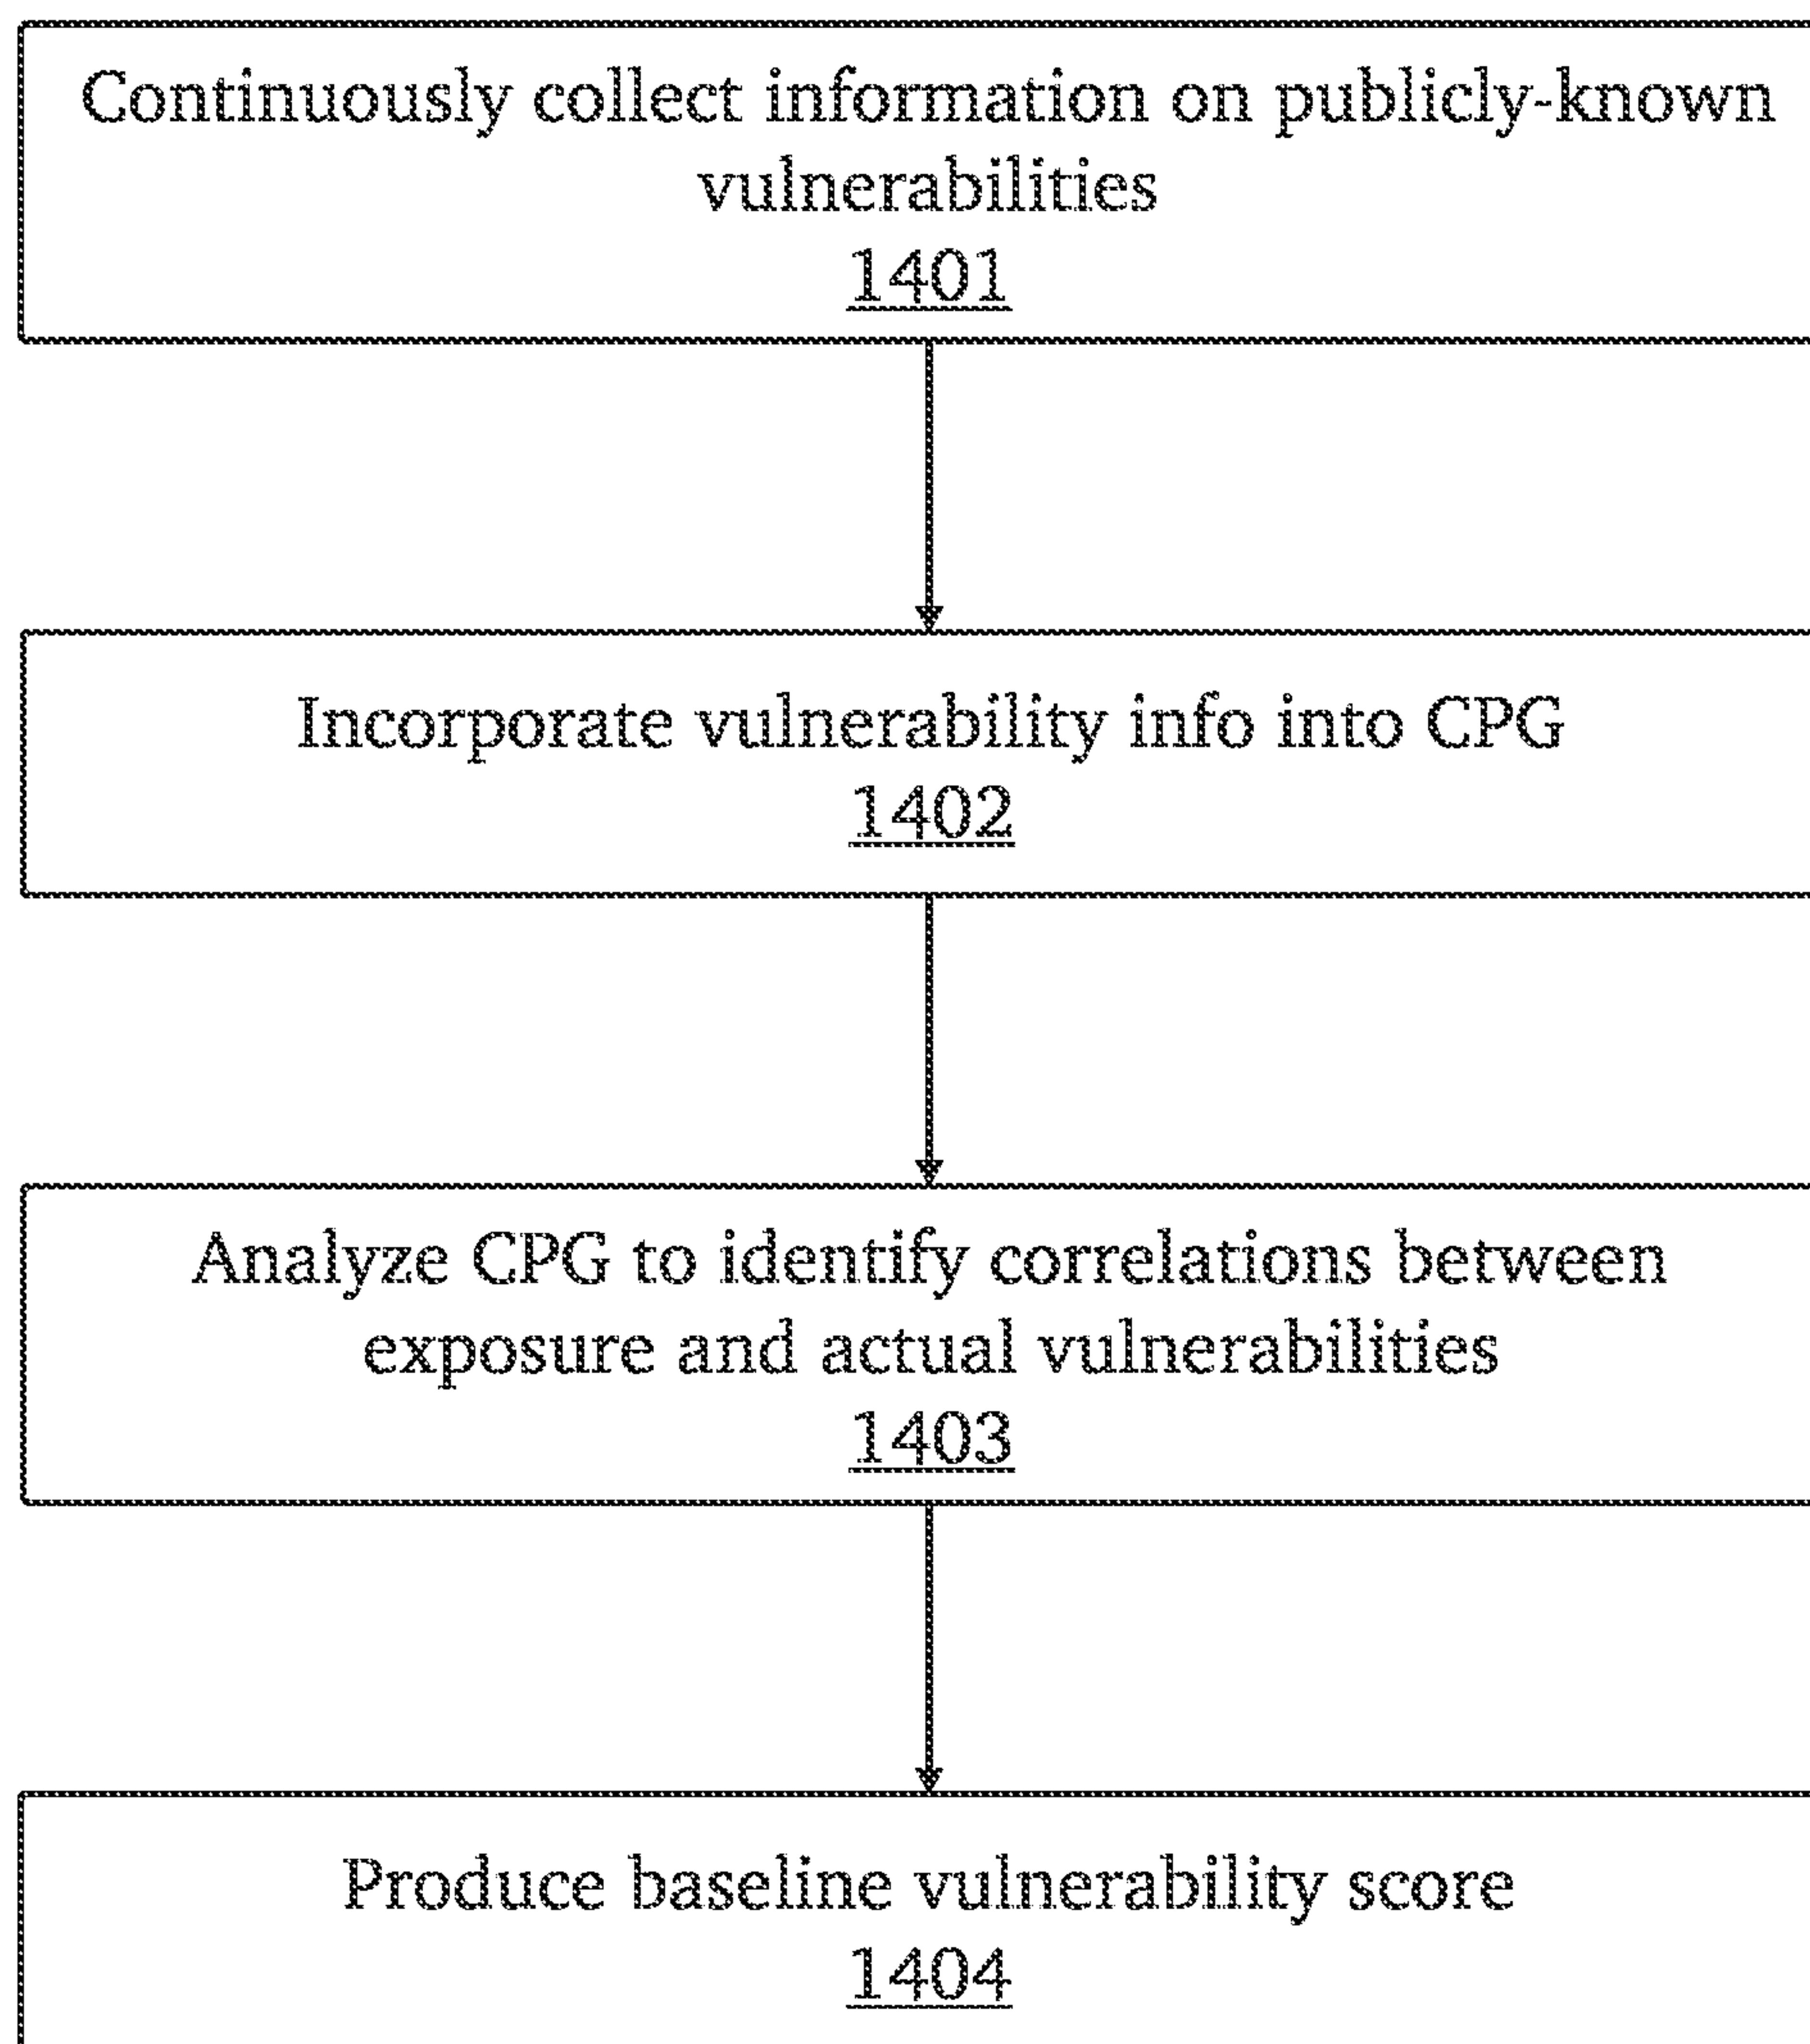 Continuously collect information on publicly-known
vulnerabilities
1401
Incorporate vulnerability info into CPG
1402
Analyze CPG to identify correlations between
exposure and actual vulnerabilities
1403
Produce baseline vulnerability score
1404